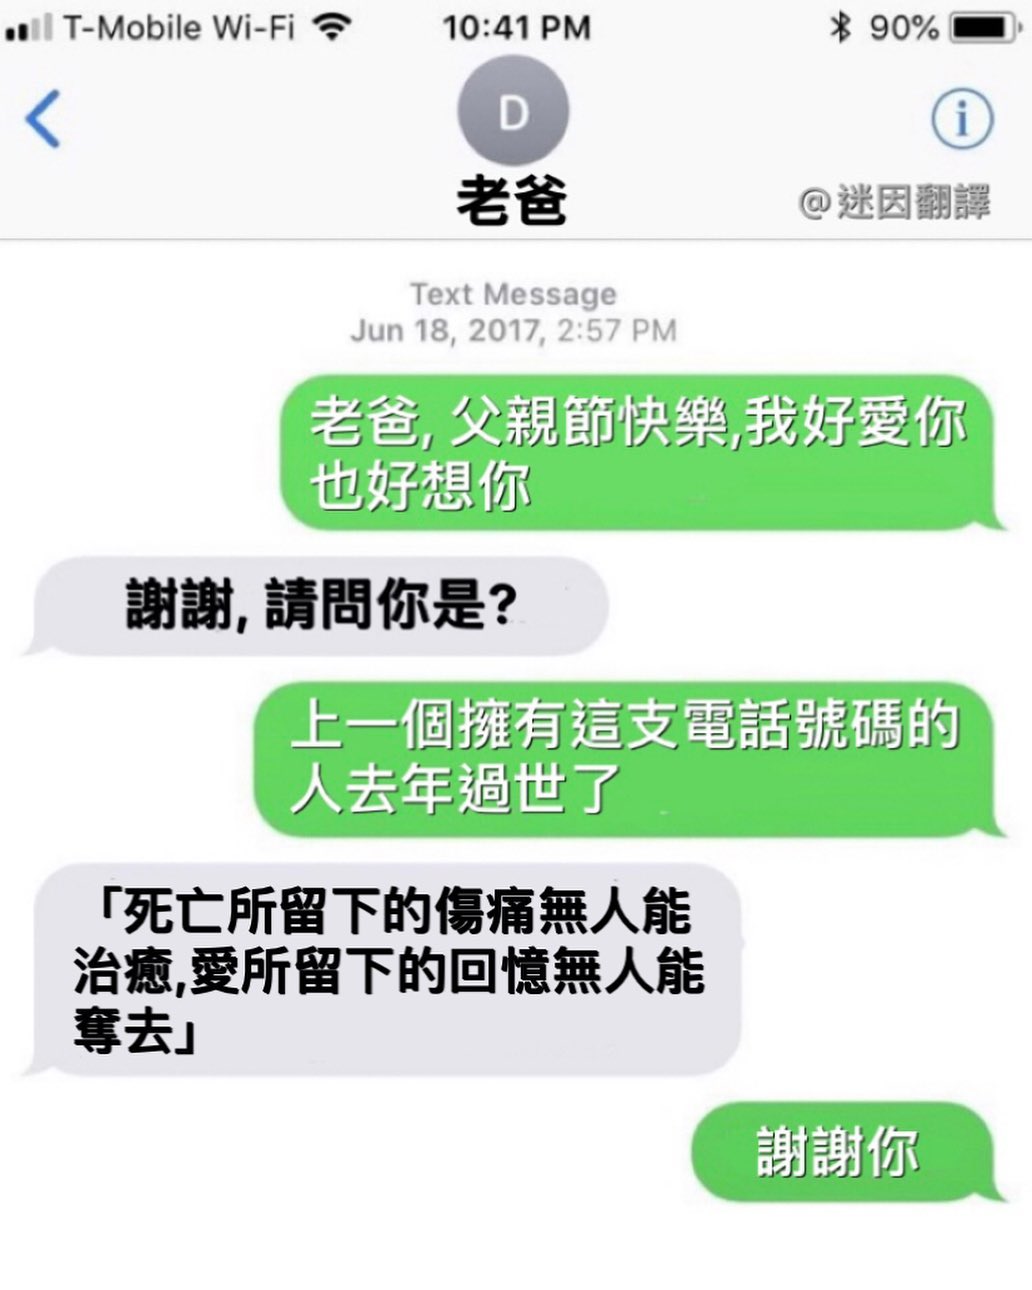 T-Mobile Wi-Fi 10:41 PM 90%
D
老爸
@迷因翻譯
Text Message
Jun 18, 2017, 2:57 PM
老爸, 父親節快樂,我好愛你
也好想你
謝謝, 請問你是?
上一個擁有這支電話號碼的
人去年過世了
「死亡所留下的傷痛無人能
治癒,愛所留下的回憶無人能
奪去」
謝謝你